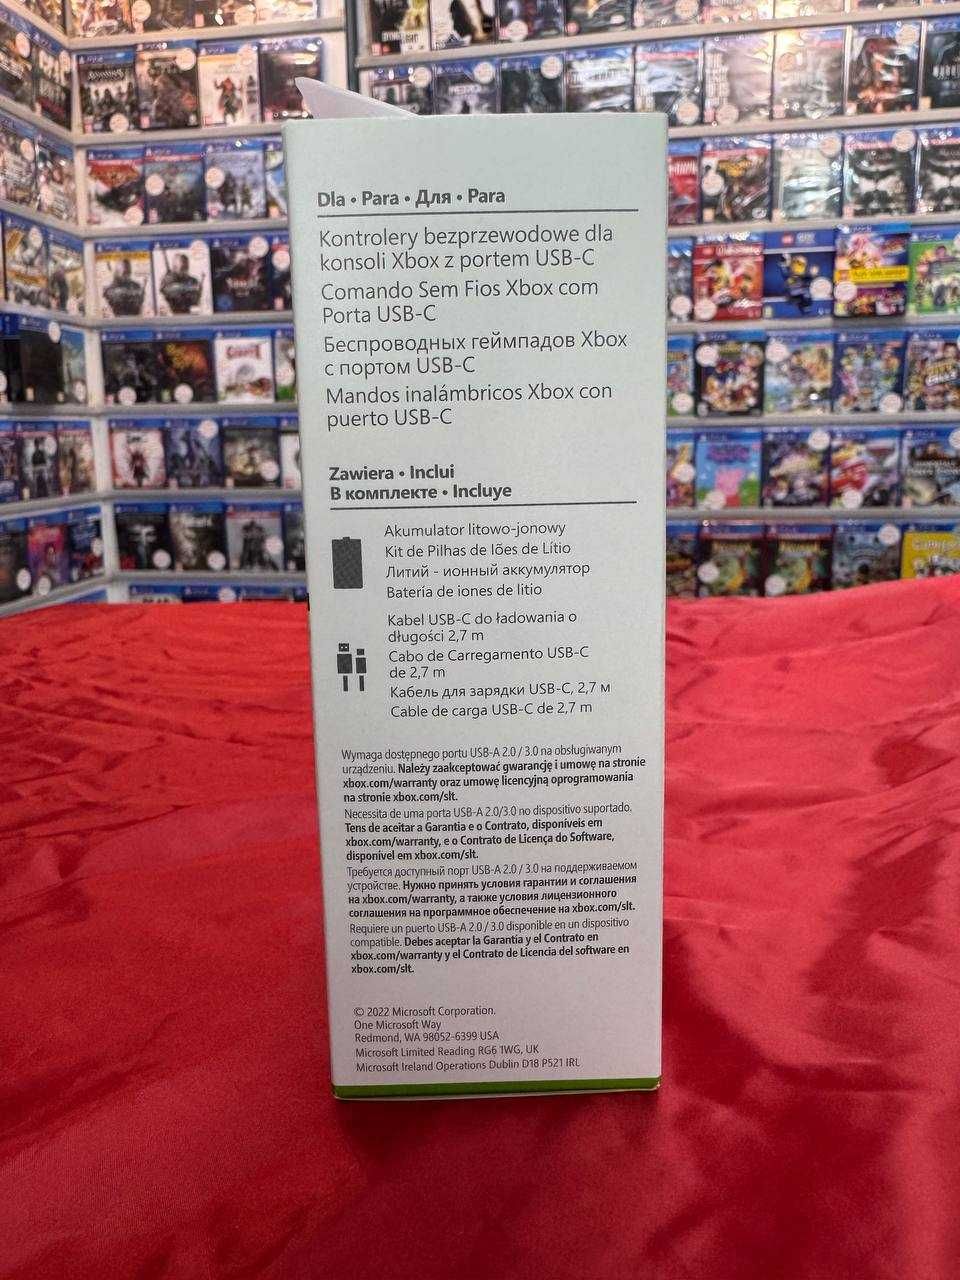 Dla • Para • Для • Para
Kontrolery bezprzewodowe dla
konsoli Xbox z portem USB-C
Comando Sem Fios Xbox com
Porta USB-C
Беспроводных геймпадов Xbox
с портом USB-C
Mandos inalámbricos Xbox con
puerto USB-C
Zawiera • Inclui
В комплекте • Incluye
Akumulator litowo-jonowy
Kit de Pilhas de Iões de Lítio
Литий - ионный аккумулятор
Bateria de iones de litio
Kabel USB-C do ładowania o
długości 2,7 m
Cabo de Carregamento USB-C
de 2,7 m
Кабель для зарядки USB-C, 2,7 м
Cable de carga USB-C de 2,7 m
Wymaga dostępnego portu USB-A 2.0 / 3.0 na obsługiwanym
urządzeniu. Należy zaakceptować gwarancję i umowę na stronie
xbox.com/warranty oraz umowę licencyjną oprogramowania
na stronie xbox.com/slt.
Necessita de uma porta USB-A 2.0/3.0 no dispositivo suportado.
Tens de aceitar a Garantia e o Contrato, disponíveis em
xbox.com/warranty, e o Contrato de Licença do Software,
disponível em xbox.com/slt.
Требуется доступный порт USB-A 2.0 / 3.0 на поддерживаемом
устройстве. Нужно принять условия гарантии и соглашения
на xbox.com/warranty, а также условия лицензионного
соглашения на программное обеспечение на xbox.com/slt.
Requiere un puerto USB-A 2.0 / 3.0 disponible en un dispositivo
compatible. Debes aceptar la Garantía y el Contrato en
xbox.com/warranty y el Contrato de Licencia del software en
xbox.com/slt.
© 2022 Microsoft Corporation.
One Microsoft Way
Redmond, WA 98052-6399 USA
Microsoft Limited Reading RG6 1WG, UK
Microsoft Ireland Operations Dublin D18 P521 IRL